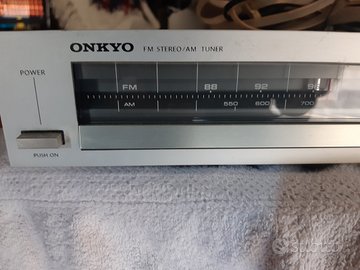 ONKYO FM STEREO/AM TUNER
POWER
FM 88 92
AM 550 600 700
PUSH ON